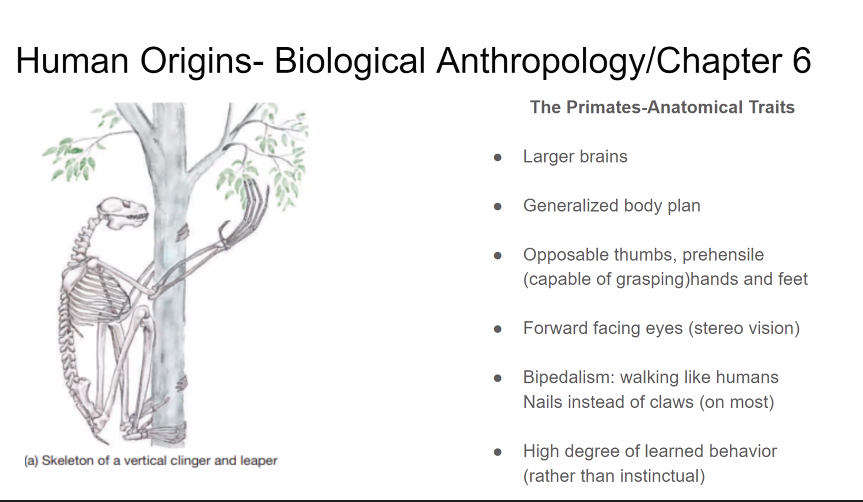 Human Origins- Biological Anthropology/Chapter 6
The Primates-Anatomical Traits
● Larger brains
● Generalized body plan
● Opposable thumbs, prehensile
(capable of grasping)hands and feet
● Forward facing eyes (stereo vision)
● Bipedalism: walking like humans
Nails instead of claws (on most)
● High degree of learned behavior
(rather than instinctual)
(a) Skeleton of a vertical clinger and leaper